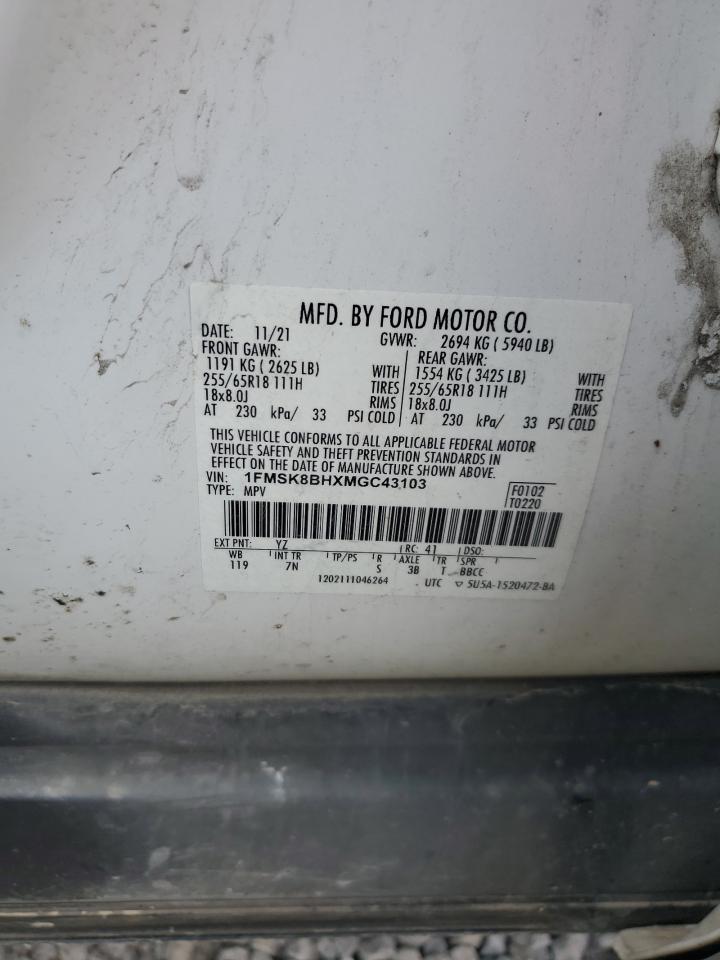 MFD. BY FORD MOTOR CO.
DATE: 11/21 GVWR: 2694 KG ( 5940 LB)
FRONT GAWR: REAR GAWR:
1191 KG ( 2625 LB) WITH 1554 KG ( 3425 LB) WITH
255/65R18 111H TIRES 255/65R18 111H TIRES
18x8.0J RIMS 18x8.0J RIMS
AT 230 kPa/ 33 PSI COLD AT 230 kPa/ 33 PSI COLD
THIS VEHICLE CONFORMS TO ALL APPLICABLE FEDERAL MOTOR
VEHICLE SAFETY AND THEFT PREVENTION STANDARDS IN
EFFECT ON THE DATE OF MANUFACTURE SHOWN ABOVE.
VIN: 1FMSK8BHXMGC43103 F0102
TYPE: MPV T0220
EXT PNT: YZ RC: 41 DSO:
WB INT TR TP/PS R AXLE TR SPR
119 7N S 3B T BBCC
1202111046264 UTC ▽ 5U5A-1520472-BA